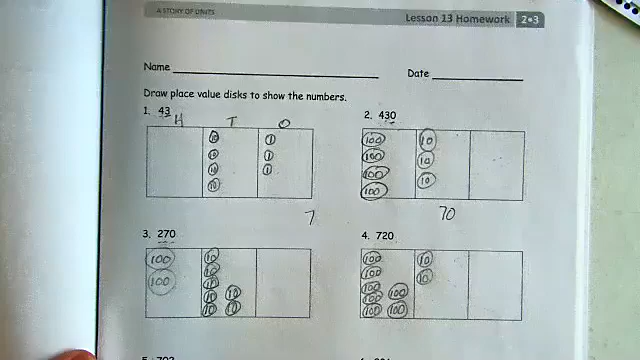 A STORY OF UNITS
Lesson 13 Homework 2•3
Name
Date
Draw place value disks to show the numbers.
1. 43
2. 430
H T O
10 1 100 10
10 1 100 10
10 1 100 10
10 100
7 70
3. 270
4. 720
100 10 100 10
100 10 100 10
10 100
10 10 100 100
10 10 100 100